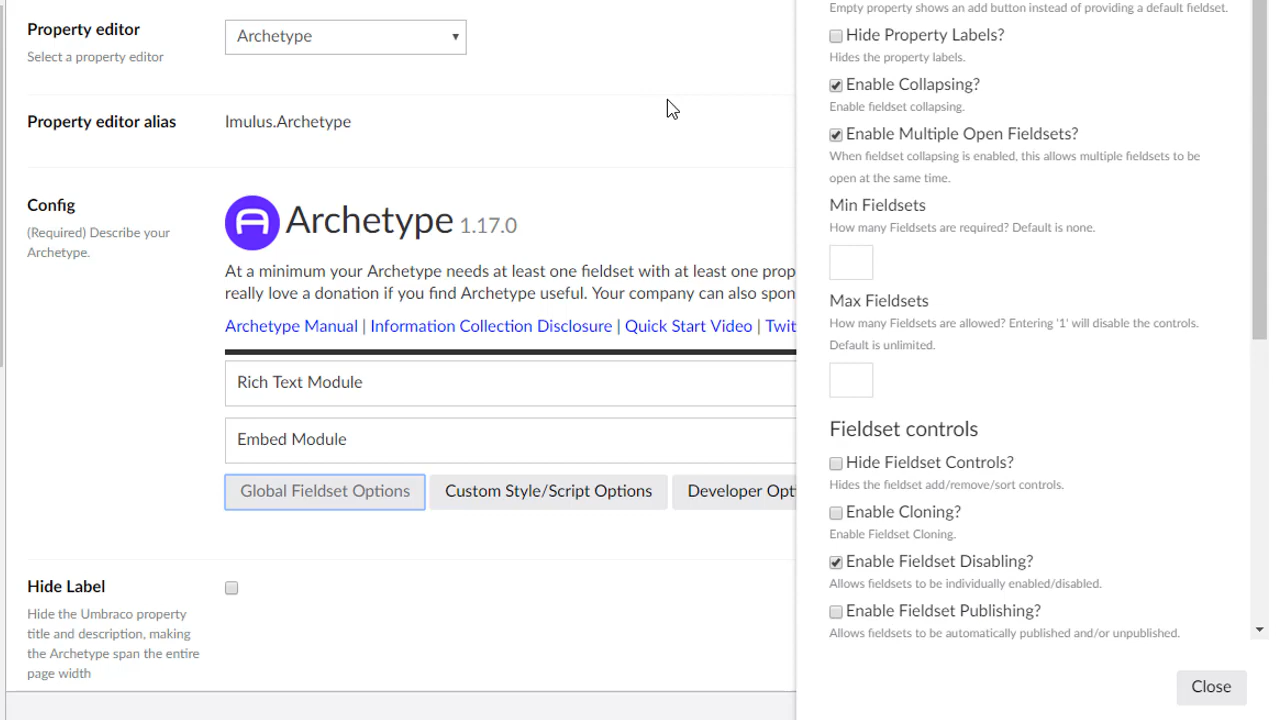 Property editor
Select a property editor
Archetype
Property editor alias
Imulus.Archetype
Config
(Required) Describe your
Archetype.
Archetype 1.17.0
At a minimum your Archetype needs at least one fieldset with at least one prop
really love a donation if you find Archetype useful. Your company can also spon
Archetype Manual | Information Collection Disclosure | Quick Start Video | Twit
Rich Text Module
Embed Module
Global Fieldset Options
Custom Style/Script Options
Developer Opti
Hide Label
Hide the Umbraco property
title and description, making
the Archetype span the entire
page width
Empty property shows an add button instead of providing a default fieldset.
Hide Property Labels?
Hides the property labels.
Enable Collapsing?
Enable fieldset collapsing.
Enable Multiple Open Fieldsets?
When fieldset collapsing is enabled, this allows multiple fieldsets to be
open at the same time.
Min Fieldsets
How many Fieldsets are required? Default is none.
Max Fieldsets
How many Fieldsets are allowed? Entering '1' will disable the controls.
Default is unlimited.
Fieldset controls
Hide Fieldset Controls?
Hides the fieldset add/remove/sort controls.
Enable Cloning?
Enable Fieldset Cloning.
Enable Fieldset Disabling?
Allows fieldsets to be individually enabled/disabled.
Enable Fieldset Publishing?
Allows fieldsets to be automatically published and/or unpublished.
Close